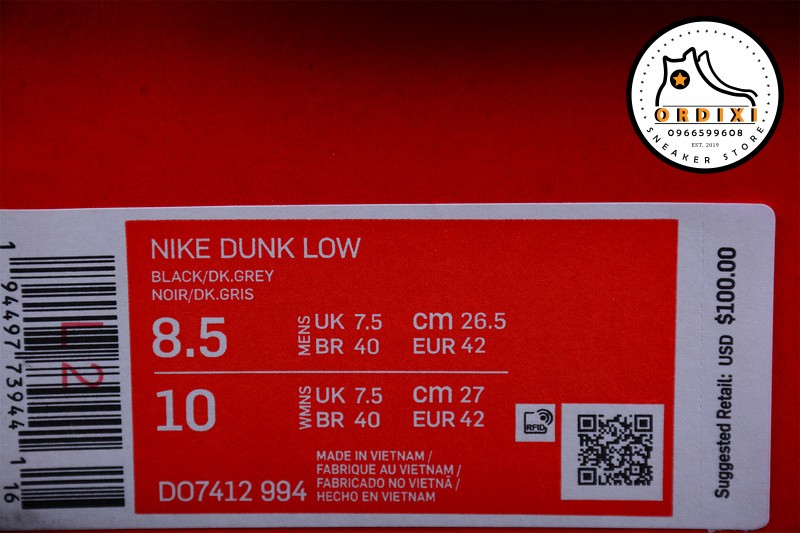 ORDIXI
0966599608
EST. 2019
SNEAKER STORE
NIKE DUNK LOW
BLACK/DK.GREY
NOIR/DK.GRIS
8.5
MENS
UK 7.5 cm 26.5
BR 40 EUR 42
10
WMNS
UK 7.5 cm 27
BR 40 EUR 42
RFID
MADE IN VIETNAM /
FABRIQUE AU VIETNAM /
FABRICADO NO VIETNÃ /
HECHO EN VIETNAM
DO7412 994
Suggested Retail: USD $100.00
1 94497 73944 1 16
L2